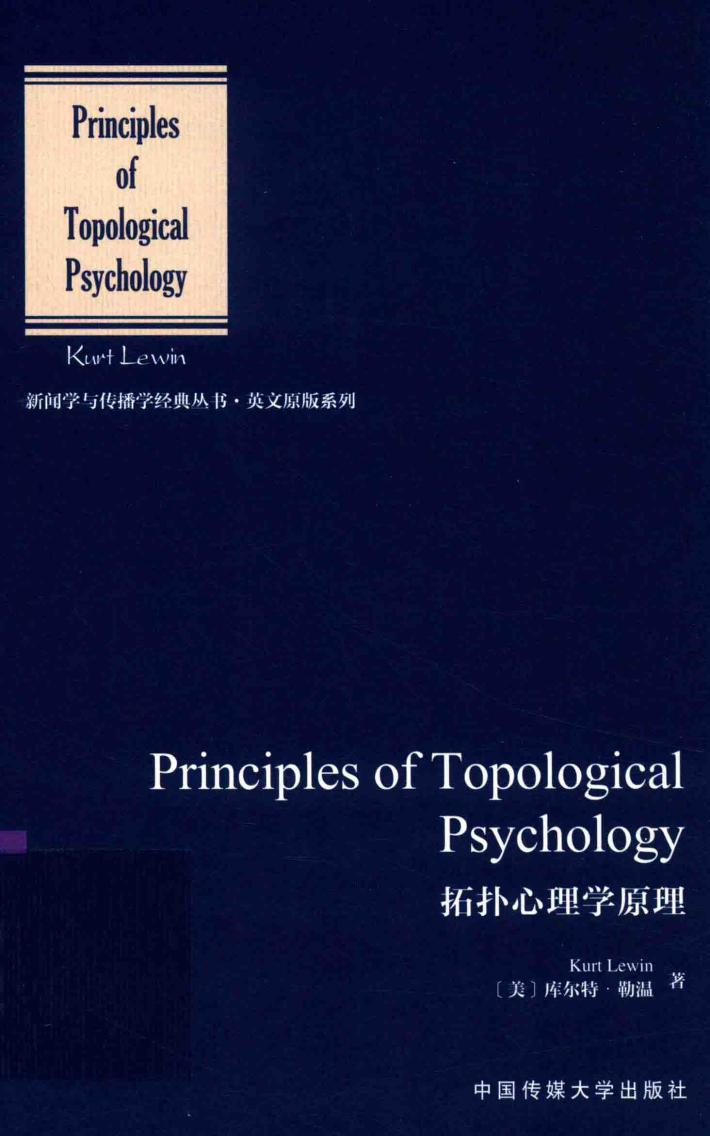 Principles
of
Topological
Psychology
Kurt Lewin
新闻学与传播学经典丛书·英文原版系列
Principles of Topological
Psychology
拓扑心理学原理
Kurt Lewin
〔美〕库尔特·勒温 著
中国传媒大学出版社